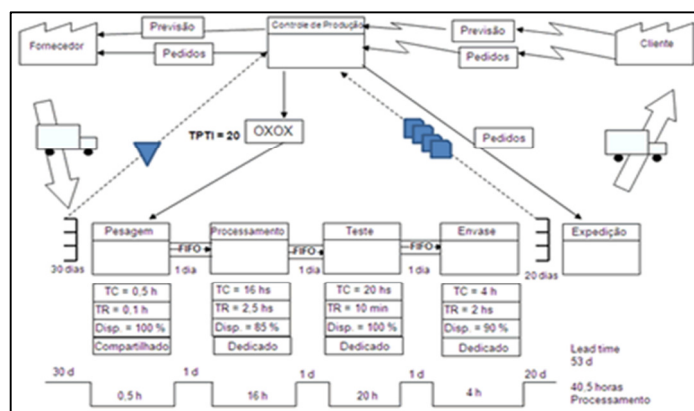 Controle de Produção
Previsão
Previsão
Fornecedor
Cliente
Pedidos
Pedidos
TPTI = 20
OXOX
Pedidos
Pesagem
Processamento
Teste
Envase
Expedição
FIFO
FIFO
FIFO
30 dias
1 dia
1 dia
1 dia
20 dias
TC = 0,5 h
TC = 16 hs
TC = 20 hs
TC = 4 h
TR = 0,1 h
TR = 2,5 hs
TR = 10 min
TR = 2 hs
Disp. = 100 %
Disp. = 85 %
Disp. = 100 %
Disp. = 90 %
Compartilhado
Dedicado
Dedicado
Dedicado
Lead time
53 d
30 d
1 d
1 d
1 d
20 d
0,5 h
16 h
20 h
4 h
40,5 horas
Processamento